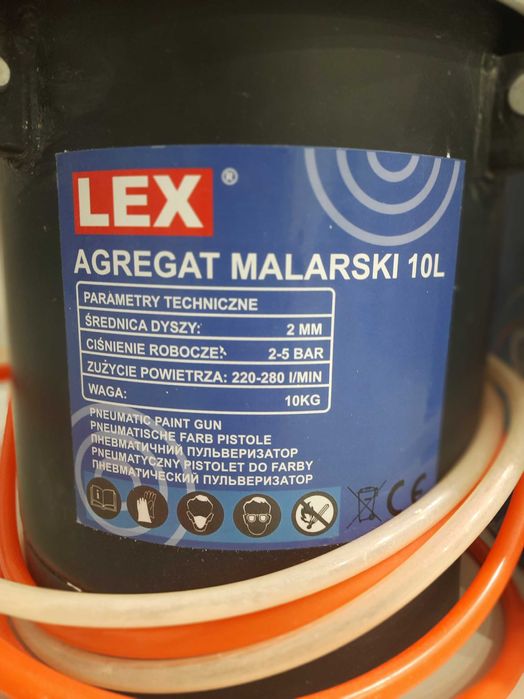 LEX ®
AGREGAT MALARSKI 10L
PARAMETRY TECHNICZNE
ŚREDNICA DYSZY: 2 MM
CIŚNIENIE ROBOCZE: 2-5 BAR
ZUŻYCIE POWIETRZA: 220-280 l/MIN
WAGA: 10KG
PNEUMATIC PAINT GUN
PNEUMATISCHE FARB PISTOLE
ПНЕВМАТИЧНИЙ ПУЛЬВЕРИЗАТОР
PNEUMATYCZNY PISTOLET DO FARBY
ПНЕВМАТИЧЕСКИЙ ПУЛЬВЕРИЗАТОР
CE